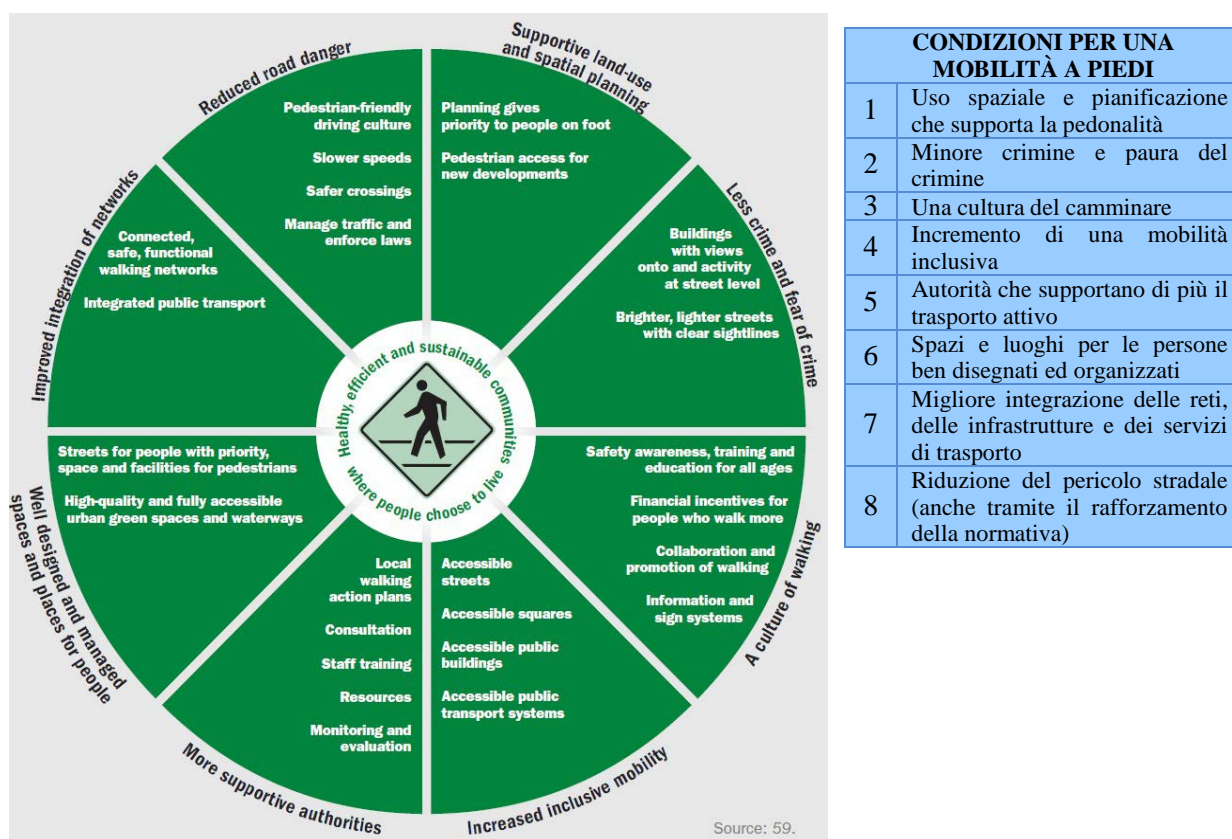 Supportive land-use
and spatial planning
Planning gives
priority to people on foot
Pedestrian access for
new developments
Less crime and fear of crime
Buildings
with views
onto and activity
at street level
Brighter, lighter streets
with clear sightlines
A culture of walking
Safety awareness, training and
education for all ages
Financial incentives for
people who walk more
Collaboration and
promotion of walking
Information and
sign systems
Increased inclusive mobility
Accessible
streets
Accessible squares
Accessible public
buildings
Accessible public
transport systems
More supportive authorities
Local
walking
action plans
Consultation
Staff training
Resources
Monitoring and
evaluation
Well designed and managed
spaces and places for people
Streets for people with priority,
space and facilities for pedestrians
High-quality and fully accessible
urban green spaces and waterways
Improved integration of networks
Connected,
safe, functional
walking networks
Integrated public transport
Reduced road danger
Pedestrian-friendly
driving culture
Slower speeds
Safer crossings
Manage traffic and
enforce laws
Healthy, efficient and sustainable communities
where people choose to live
Source: 59.
CONDIZIONI PER UNA
MOBILITÀ A PIEDI
1 Uso spaziale e pianificazione
che supporta la pedonalità
2 Minore crimine e paura del
crimine
3 Una cultura del camminare
4 Incremento di una mobilità
inclusiva
5 Autorità che supportano di più il
trasporto attivo
6 Spazi e luoghi per le persone
ben disegnati ed organizzati
7 Migliore integrazione delle reti,
delle infrastrutture e dei servizi
di trasporto
8 Riduzione del pericolo stradale
(anche tramite il rafforzamento
della normativa)